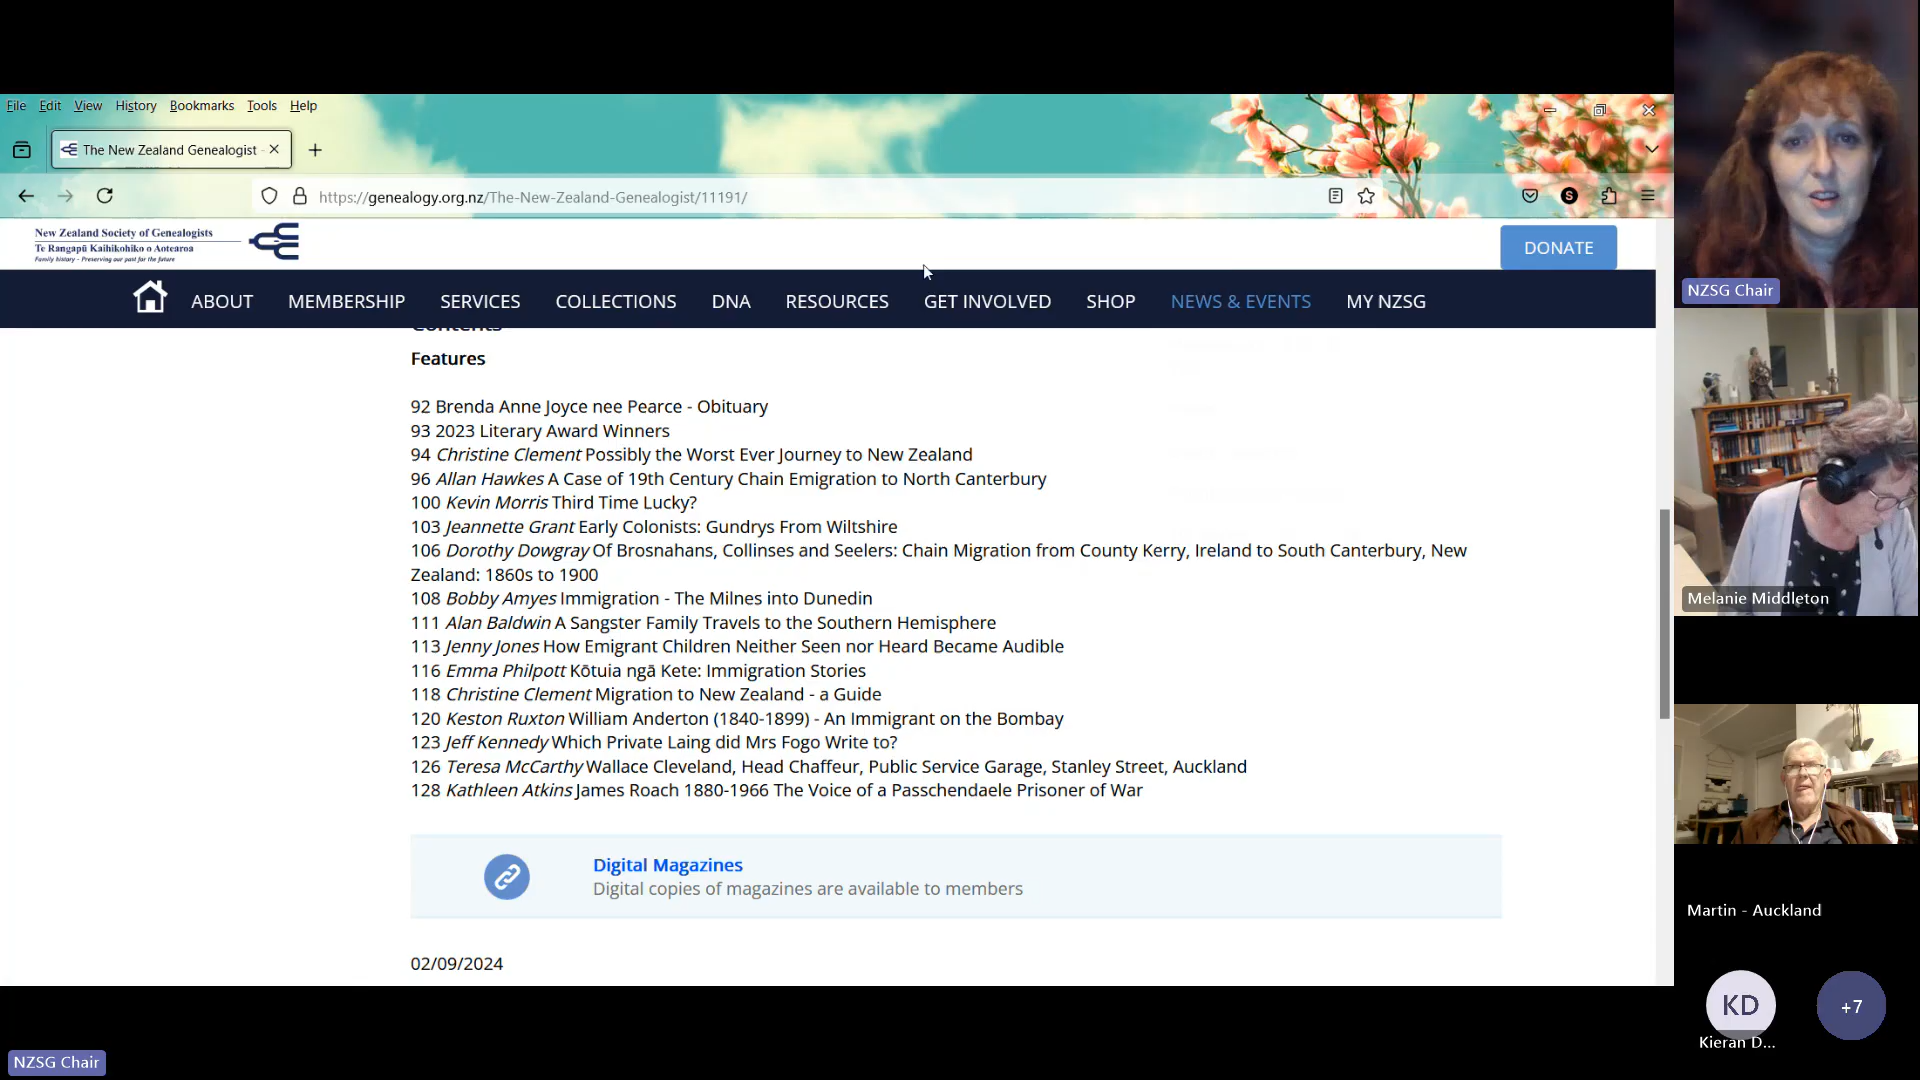 File Edit View History Bookmarks Tools Help
The New Zealand Genealogist -
https://genealogy.org.nz/The-New-Zealand-Genealogist/11191/
New Zealand Society of Genealogists
Te Rangapū Kaihikohiko o Aotearoa
Family history - Preserving our past for the future
DONATE
ABOUT MEMBERSHIP SERVICES COLLECTIONS DNA RESOURCES GET INVOLVED SHOP NEWS & EVENTS MY NZSG
Contents
Features
92 Brenda Anne Joyce nee Pearce - Obituary
93 2023 Literary Award Winners
94 Christine Clement Possibly the Worst Ever Journey to New Zealand
96 Allan Hawkes A Case of 19th Century Chain Emigration to North Canterbury
100 Kevin Morris Third Time Lucky?
103 Jeannette Grant Early Colonists: Gundrys From Wiltshire
106 Dorothy Dowgray Of Brosnahans, Collinses and Seelers: Chain Migration from County Kerry, Ireland to South Canterbury, New
Zealand: 1860s to 1900
108 Bobby Amyes Immigration - The Milnes into Dunedin
111 Alan Baldwin A Sangster Family Travels to the Southern Hemisphere
113 Jenny Jones How Emigrant Children Neither Seen nor Heard Became Audible
116 Emma Philpott Kōtuia ngā Kete: Immigration Stories
118 Christine Clement Migration to New Zealand - a Guide
120 Keston Ruxton William Anderton (1840-1899) - An Immigrant on the Bombay
123 Jeff Kennedy Which Private Laing did Mrs Fogo Write to?
126 Teresa McCarthy Wallace Cleveland, Head Chaffeur, Public Service Garage, Stanley Street, Auckland
128 Kathleen Atkins James Roach 1880-1966 The Voice of a Passchendaele Prisoner of War
Digital Magazines
Digital copies of magazines are available to members
02/09/2024
NZSG Chair
NZSG Chair
Melanie Middleton
Martin - Auckland
KD
Kieran D...
+7
S